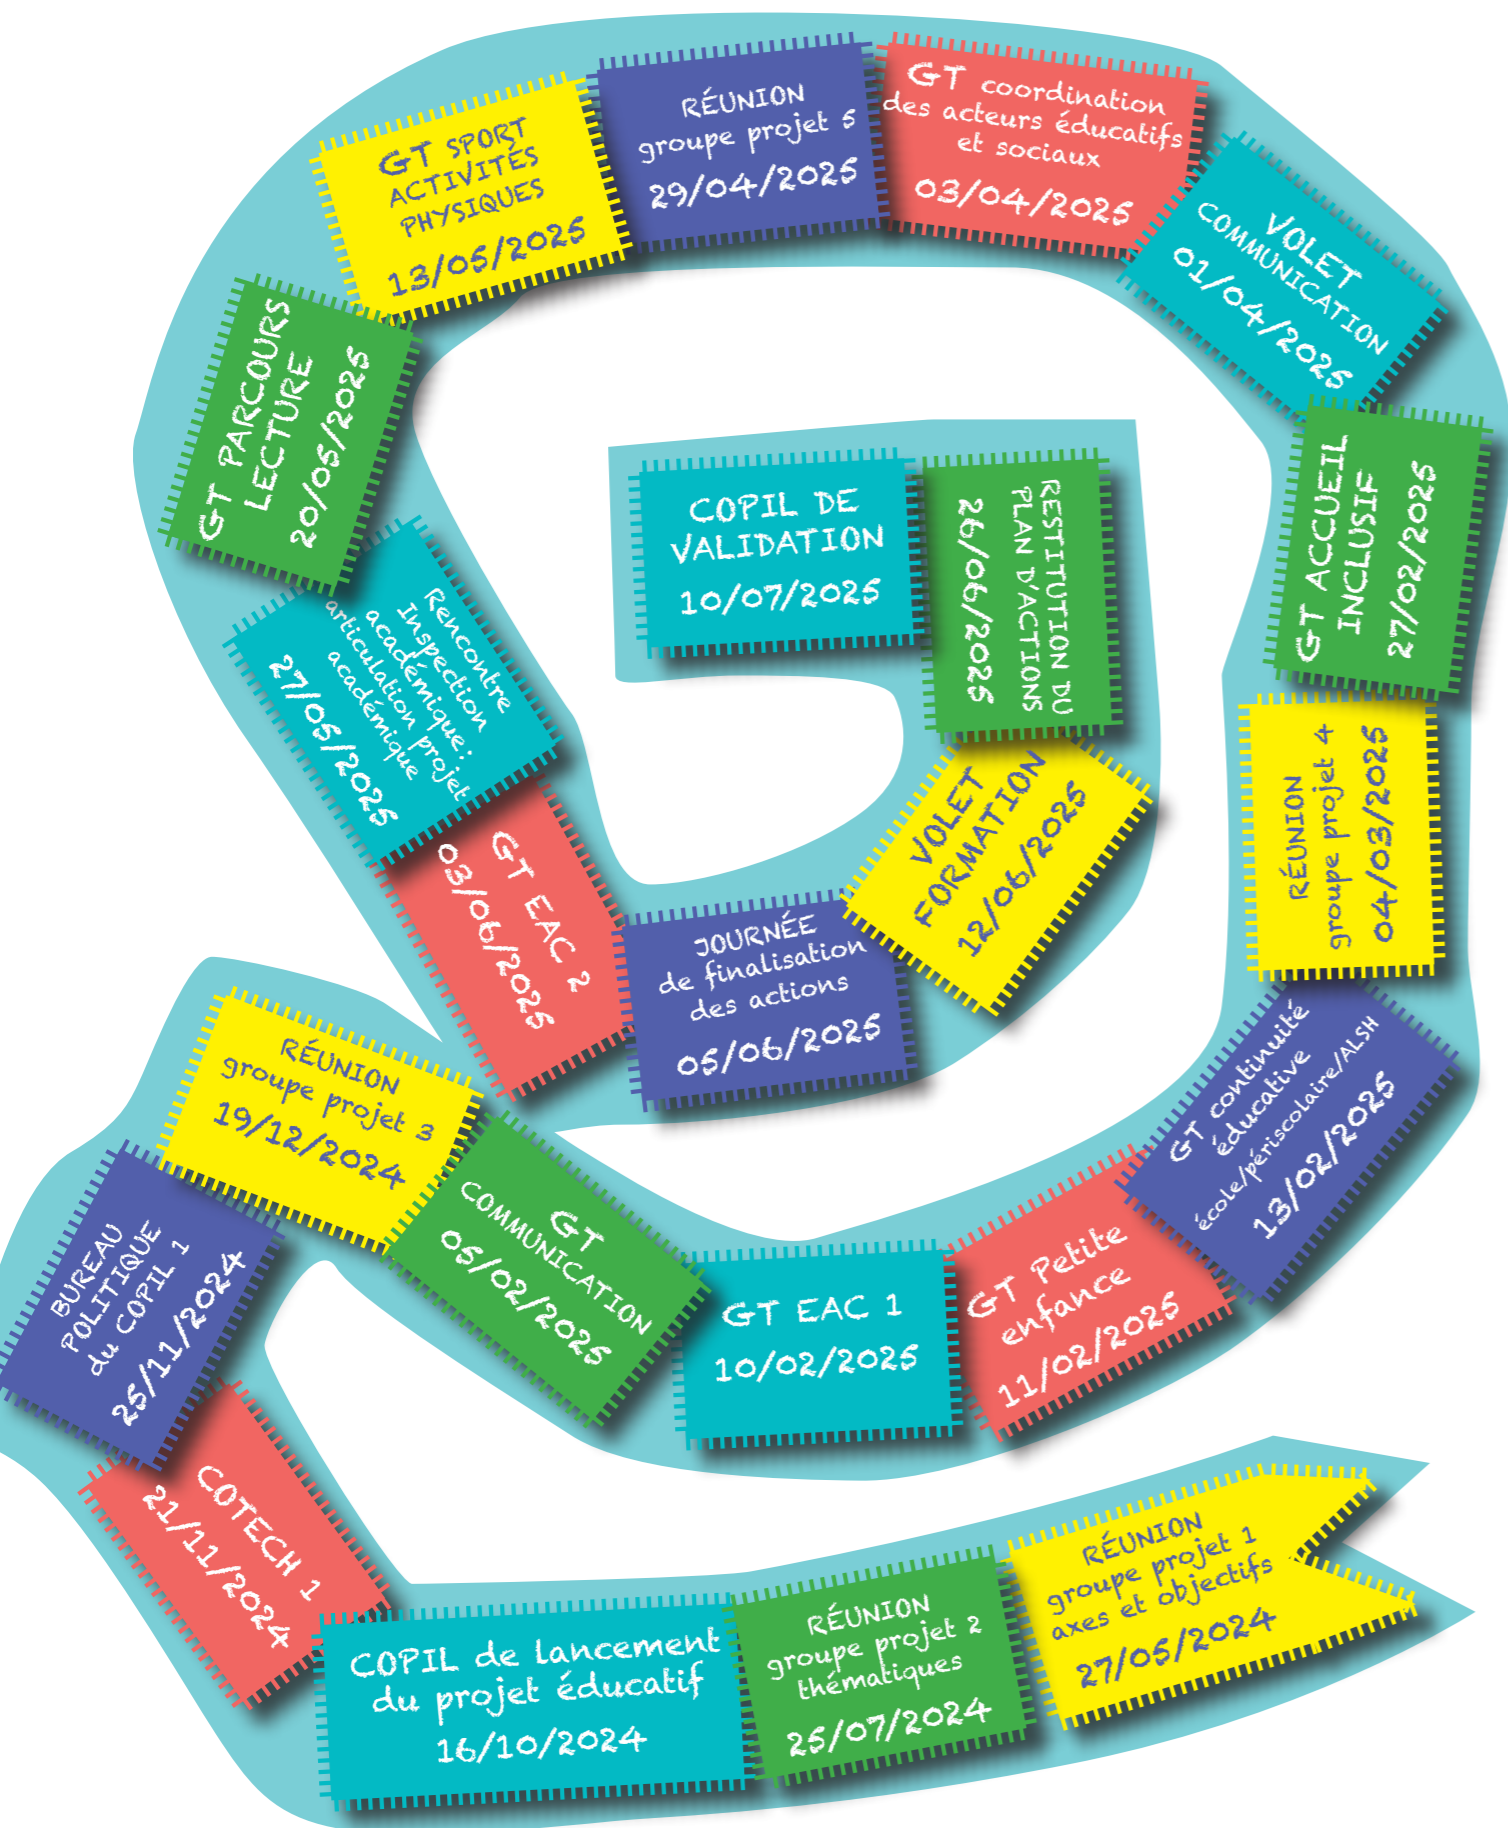 RÉUNION
groupe projet 1
axes et objectifs
27/05/2024
RÉUNION
groupe projet 2
thématiques
25/07/2024
COPIL de lancement
du projet éducatif
16/10/2024
COTECH 1
21/11/2024
BUREAU
POLITIQUE
du COPIL 1
25/11/2024
RÉUNION
groupe projet 3
19/12/2024
GT
COMMUNICATION
05/02/2025
GT EAC 1
10/02/2025
GT Petite
enfance
11/02/2025
GT continuité
éducative
école/périscolaire/ALSH
13/02/2025
RÉUNION
groupe projet 4
04/03/2025
GT ACCUEIL
INCLUSIF
27/02/2025
VOLET
COMMUNICATION
01/04/2025
GT coordination
des acteurs éducatifs
et sociaux
03/04/2025
RÉUNION
groupe projet 5
29/04/2025
GT SPORT
ACTIVITÉS
PHYSIQUES
13/05/2025
GT PARCOURS
LECTURE
20/05/2025
Rencontre
Inspection
académique:
articulation projet
académique
27/05/2025
GT EAC 2
03/06/2025
JOURNÉE
de finalisation
des actions
05/06/2025
VOLET
FORMATION
12/06/2025
RESTITUTION DU
PLAN D'ACTIONS
26/06/2025
COPIL DE
VALIDATION
10/07/2025